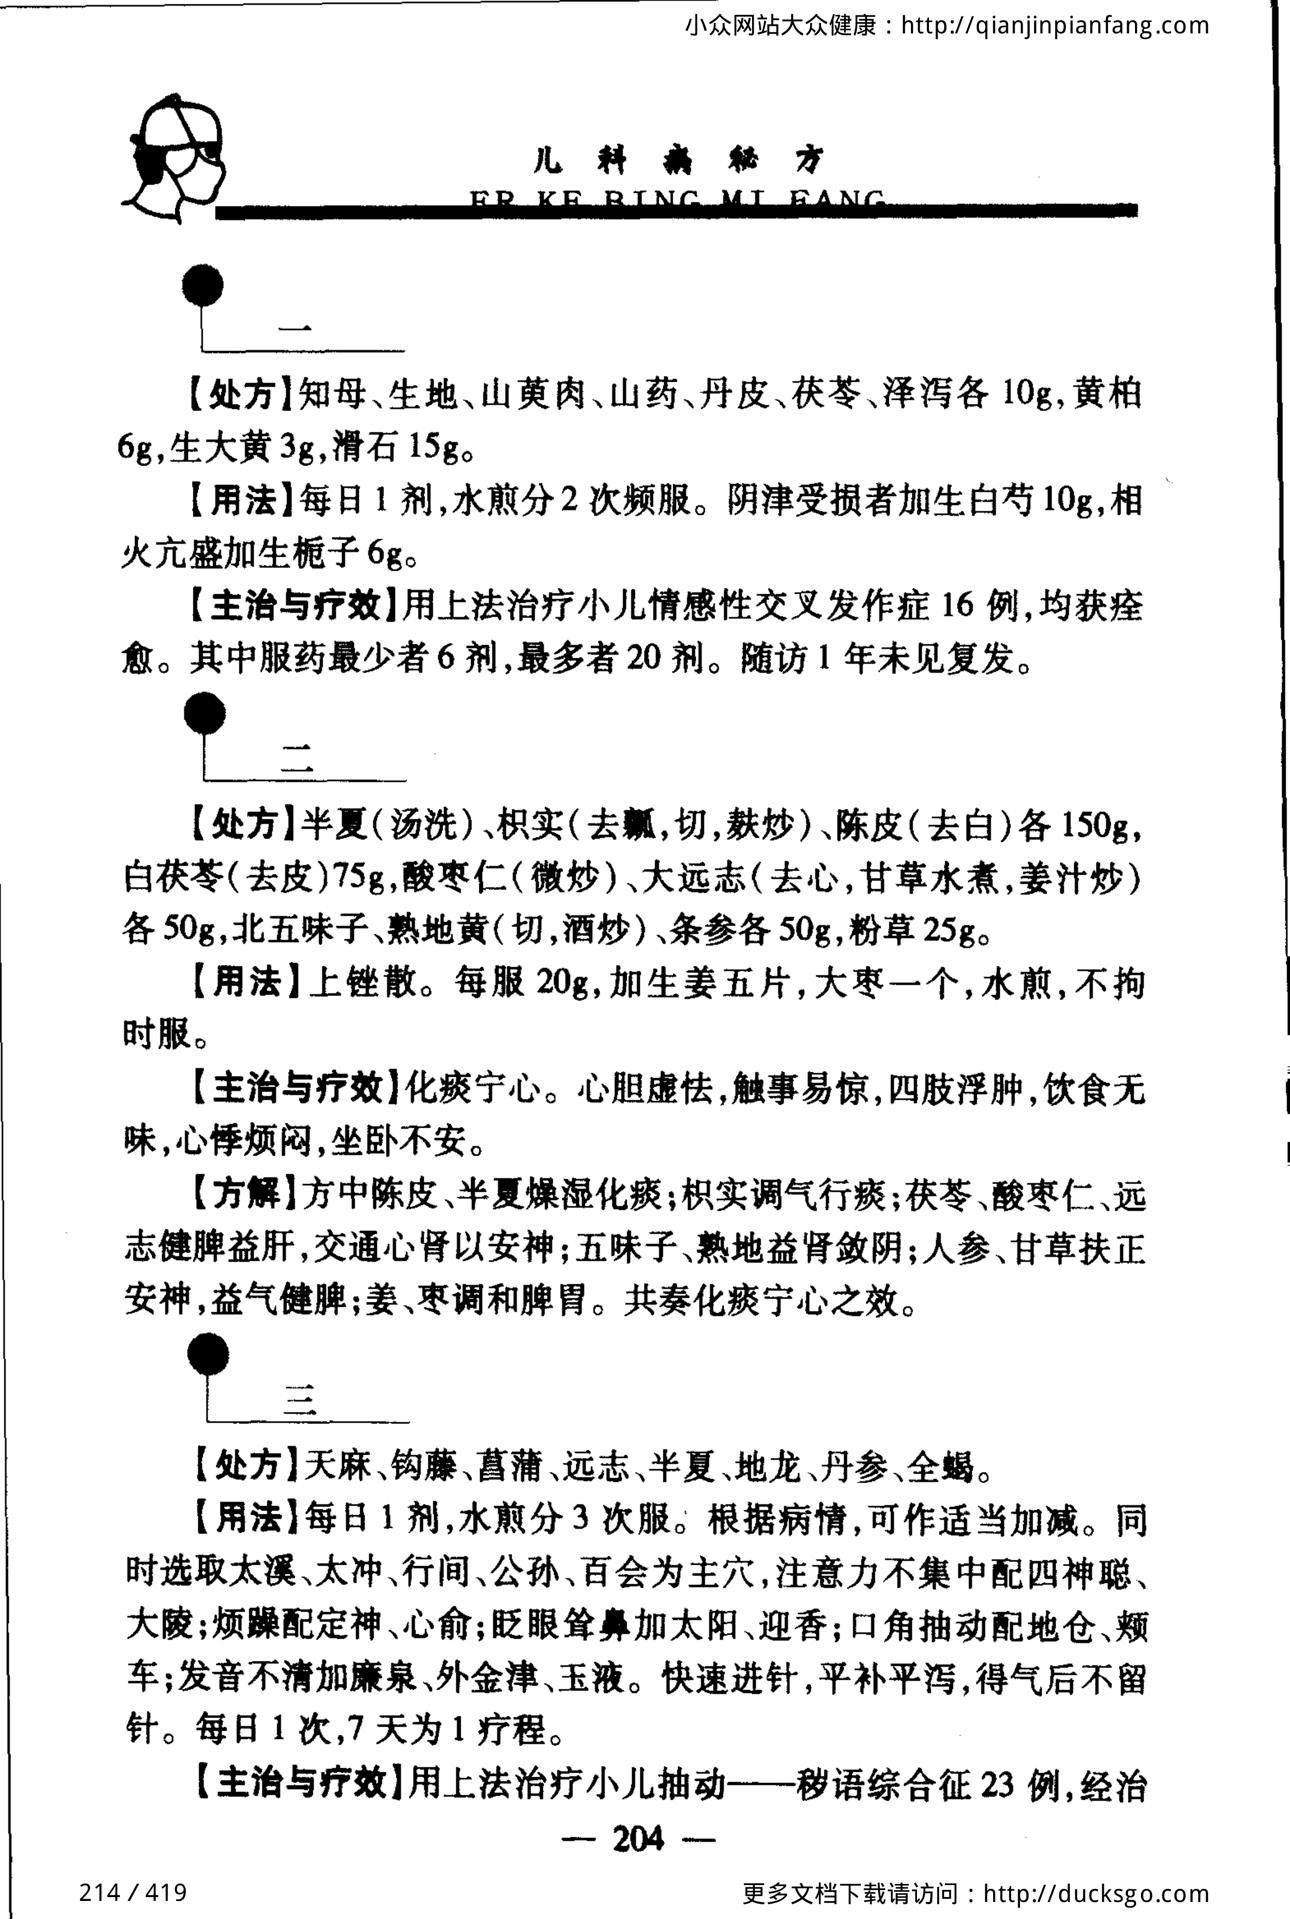 小众网站大众健康：http://qianjinpianfang.com
儿科病秘方
ER KE BING MI FANG
一
【处方】知母、生地、山萸肉、山药、丹皮、茯苓、泽泻各 10g,黄柏
6g,生大黄 3g,滑石 15g。
【用法】每日 1 剂,水煎分 2 次频服。阴津受损者加生白芍 10g,相
火亢盛加生栀子 6g。
【主治与疗效】用上法治疗小儿情感性交叉发作症 16 例,均获痊
愈。其中服药最少者 6 剂,最多者 20 剂。随访 1 年未见复发。
二
【处方】半夏(汤洗)、枳实(去瓤,切,麸炒)、陈皮(去白)各 150g,
白茯苓(去皮)75g,酸枣仁(微炒)、大远志(去心,甘草水煮,姜汁炒)
各 50g,北五味子、熟地黄(切,酒炒)、条参各 50g,粉草 25g。
【用法】上锉散。每服 20g,加生姜五片,大枣一个,水煎,不拘
时服。
【主治与疗效】化痰宁心。心胆虚怯,触事易惊,四肢浮肿,饮食无
味,心悸烦闷,坐卧不安。
【方解】方中陈皮、半夏燥湿化痰;枳实调气行痰;茯苓、酸枣仁、远
志健脾益肝,交通心肾以安神;五味子、熟地益肾敛阴;人参、甘草扶正
安神,益气健脾;姜、枣调和脾胃。共奏化痰宁心之效。
三
【处方】天麻、钩藤、菖蒲、远志、半夏、地龙、丹参、全蝎。
【用法】每日 1 剂,水煎分 3 次服。根据病情,可作适当加减。同
时选取太溪、太冲、行间、公孙、百会为主穴,注意力不集中配四神聪、
大陵;烦躁配定神、心俞;眨眼耸鼻加太阳、迎香;口角抽动配地仓、颊
车;发音不清加廉泉、外金津、玉液。快速进针,平补平泻,得气后不留
针。每日 1 次,7 天为 1 疗程。
【主治与疗效】用上法治疗小儿抽动——秽语综合征 23 例,经治
— 204 —
214 / 419
更多文档下载请访问：http://ducksgo.com